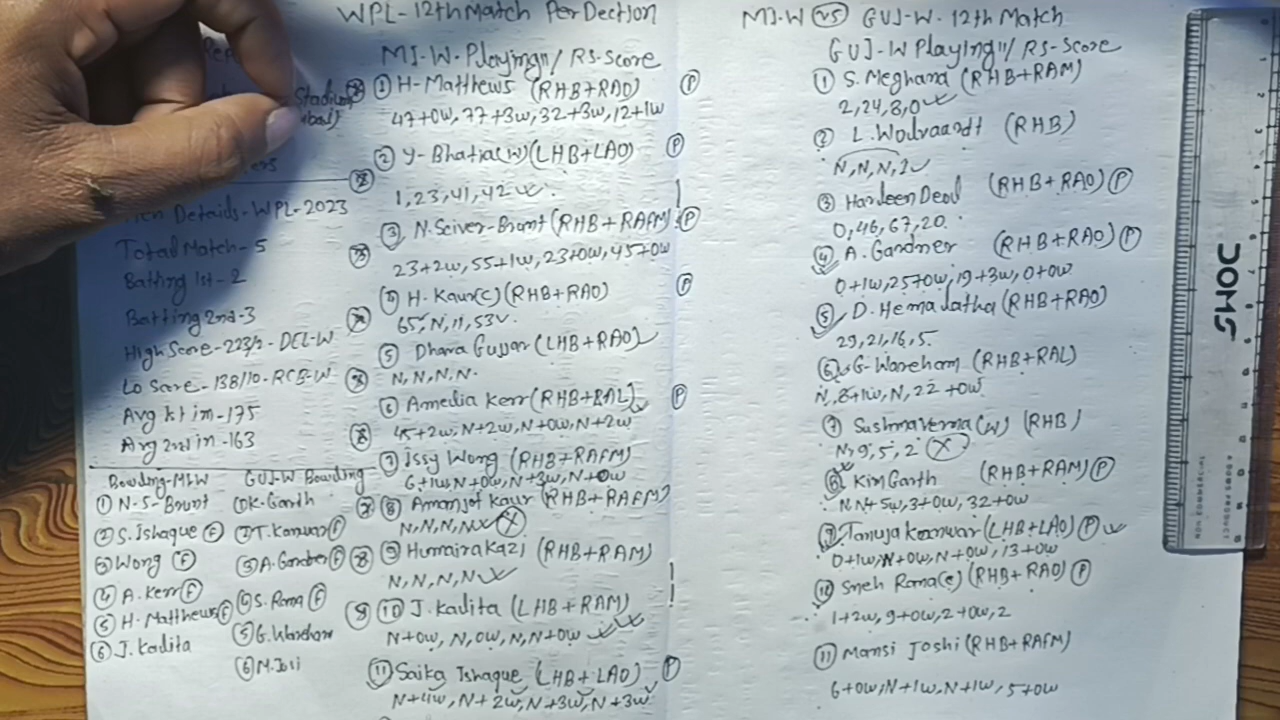 WPL-12th Match PerDection
Stadium
Match Details-WPL-2023
Total Match-5
Batting 1st-2
Batting 2nd-3
High Score-223/2-DEL-W
Lo Score-138/10-RCB-W
Avg 1st in-175
Avg 2nd in-163
Bowding-MIW
① N-S-Brunt
② S.Ishaque Ⓕ
③ Wong Ⓕ
④ A.Kerr Ⓕ
⑤ H-Matthews Ⓕ
⑥ J.Kadita
GUJ-W Bowding
① K-Garth
② T.Kanwar Ⓕ
③ A.Gardner Ⓕ
④ S.Rana Ⓕ
⑤ G.Wareham
⑥ M.Josi
MI-W-Playing11/RS-Score
① H-Matthews (RHB+RAO) Ⓟ
47+0W,77+3W,32+3W,12+1W
② Y-Bhatia(W)(LHB+LAO) Ⓟ
1,23,41,42
③ N.Sciver-Brunt(RHB+RAFM) Ⓟ
23+2W,55+1W,23+0W,45+0W
④ H-Kaur(C)(RHB+RAO) Ⓟ
65,N,11,53
⑤ Dhara Gujjar(LHB+RAO)
N,N,N,N.
⑥ Amedia Kerr(RHB+RAL) Ⓟ
45+2W,N+2W,N+0W,N+2W
⑦ Issy Wong (RHB+RAFM)
6+1W,N+0W,N+3W,N+0W
⑧ Amanjot Kaur (RHB+RAFM)
N,N,N,N
⑨ Humaira Kazi (RHB+RAM)
N,N,N,N
⑩ J.Kadita (LHB+RAM)
N+0W,N,0W,N,N+0W
⑪ Saika Ishaque (LHB+LAO) Ⓟ
N+4W,N+2W,N+3W,N+3W
MI-W VS GUJ-W-12th Match
GUJ-W Playing11/RS-Score
① S.Meghana (RHB+RAM)
2,24,8,0
② L.Wolvaardt (RHB)
N,N,N,1
③ Harleen Deol (RHB+RAO) Ⓟ
0,46,67,20.
④ A.Gardner (RHB+RAO) Ⓟ
0+1W,25+0W,19+3W,0+0W
⑤ D.Hemalatha(RHB+RAO)
29,21,16,5.
⑥ G-Wareham (RHB+RAL)
N,8+1W,N,22+0W
⑦ Sushma Verma(W) (RHB)
N,9,5,2
⑧ Kim Garth (RHB+RAM) Ⓟ
N,N+5W,3+0W,32+0W
⑨ Tanuja Kanwar(LHB+LAO) Ⓟ
0+1W,N+0W,N+0W,13+0W
⑩ Sneh Rana(c) (RHB+RAO) Ⓟ
1+2W,9+0W,2+0W,2
⑪ Mansi Joshi(RHB+RAFM)
6+0W,N+1W,N+1W,5+0W
DOMS